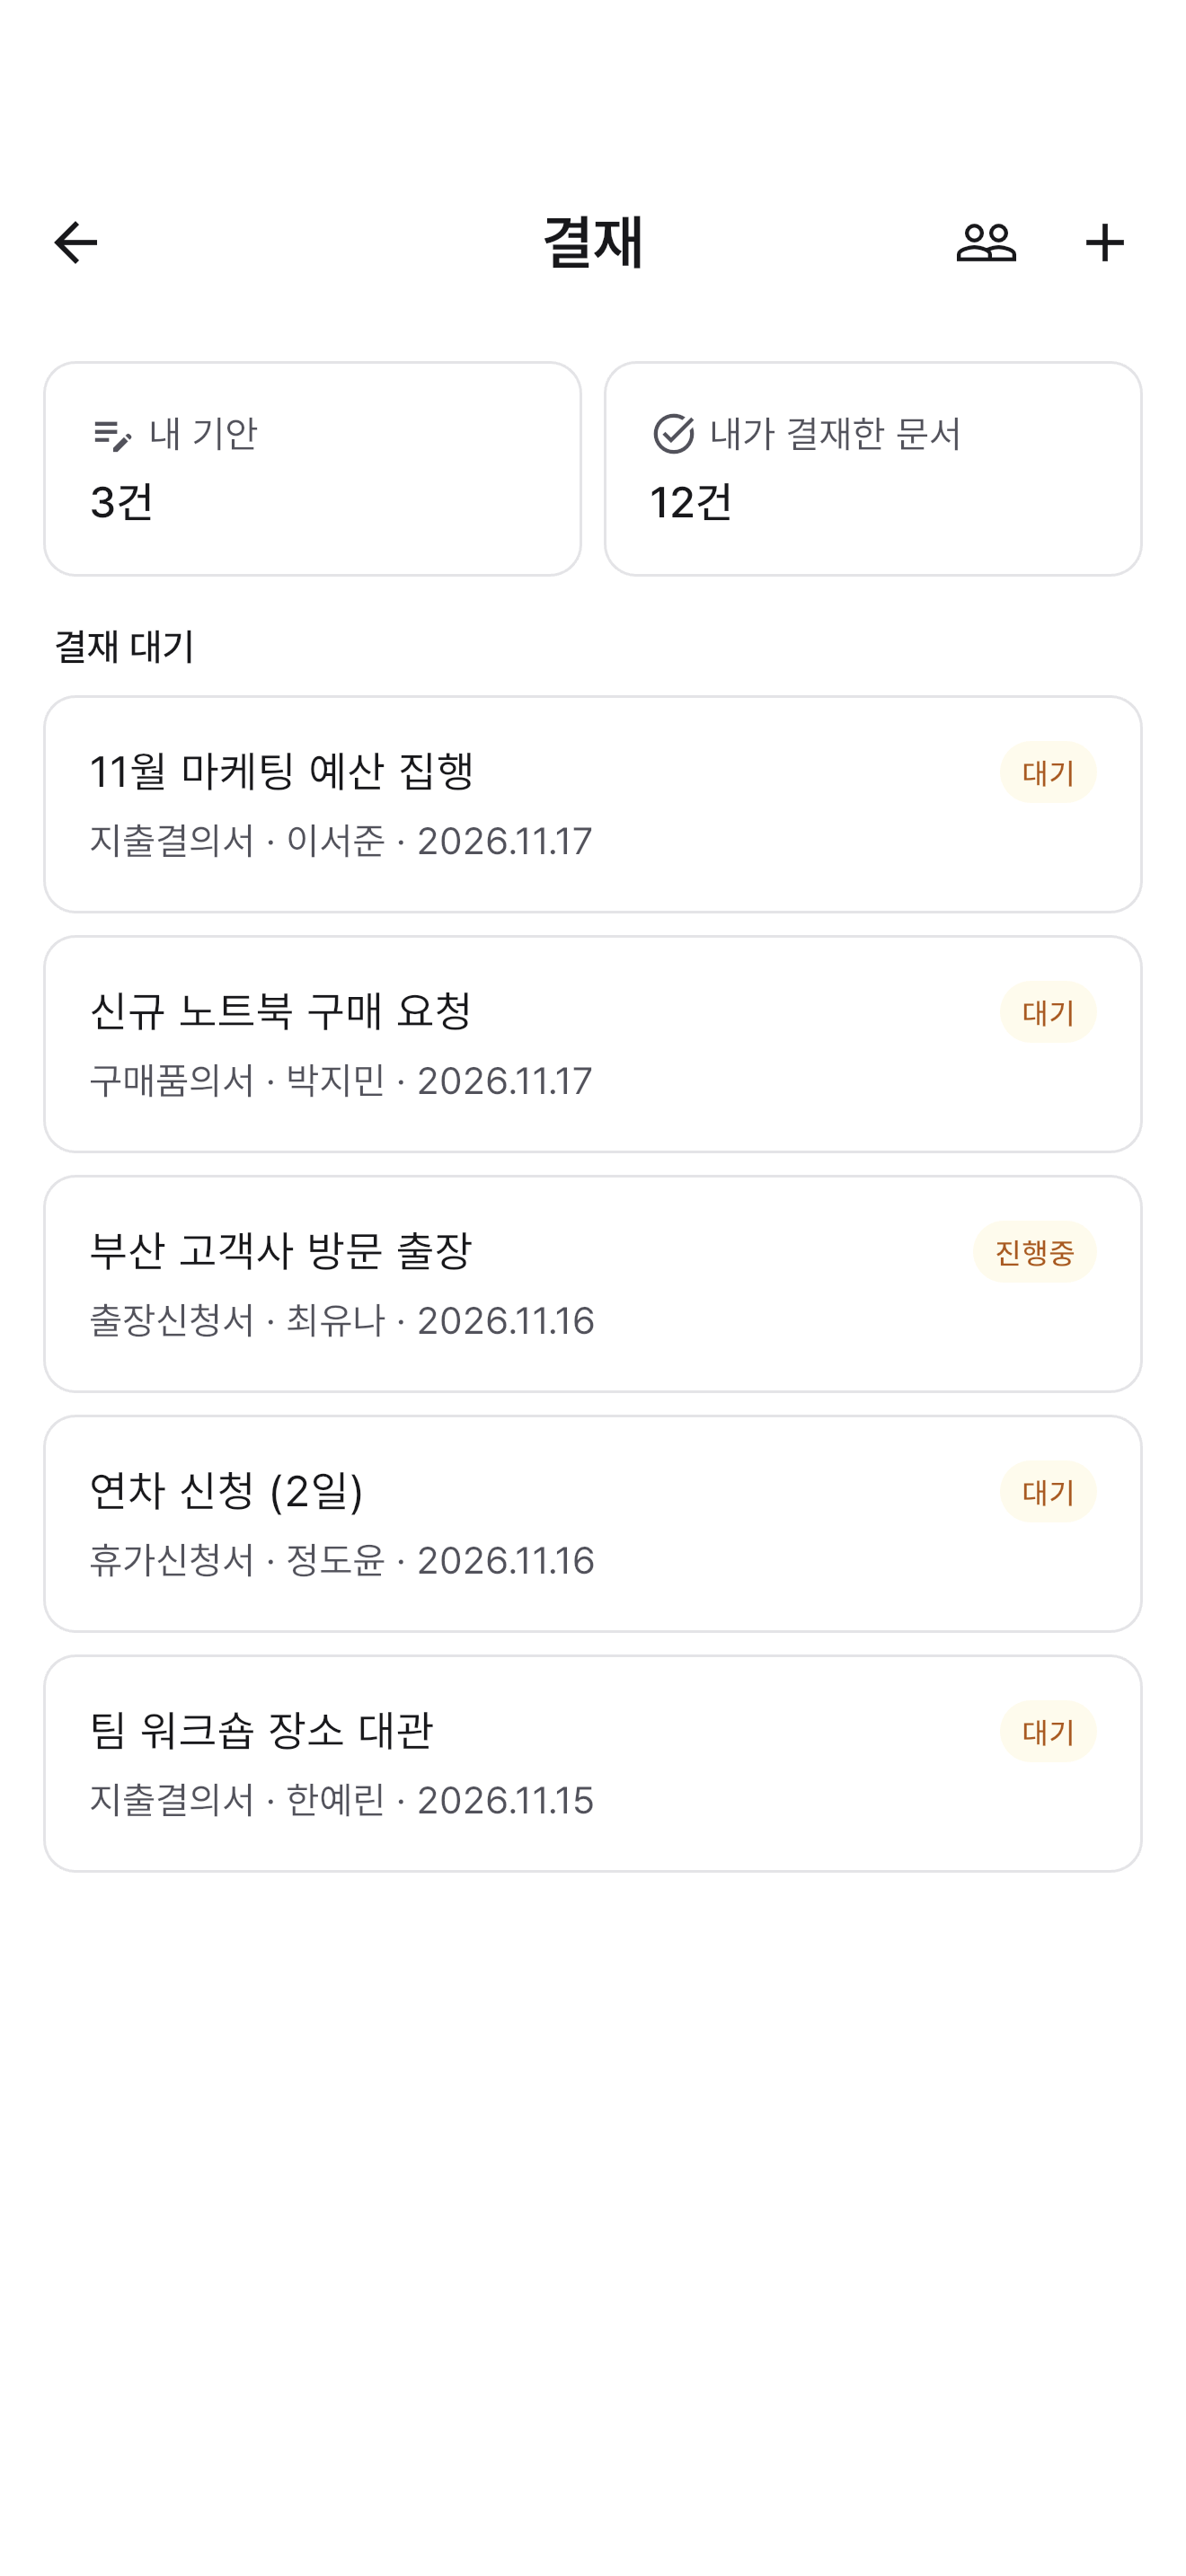 결재
내 기안
3건
내가 결재한 문서
12건
결재 대기
11월 마케팅 예산 집행
대기
지출결의서 · 이서준 · 2026.11.17
신규 노트북 구매 요청
대기
구매품의서 · 박지민 · 2026.11.17
부산 고객사 방문 출장
진행중
출장신청서 · 최유나 · 2026.11.16
연차 신청 (2일)
대기
휴가신청서 · 정도윤 · 2026.11.16
팀 워크숍 장소 대관
대기
지출결의서 · 한예린 · 2026.11.15